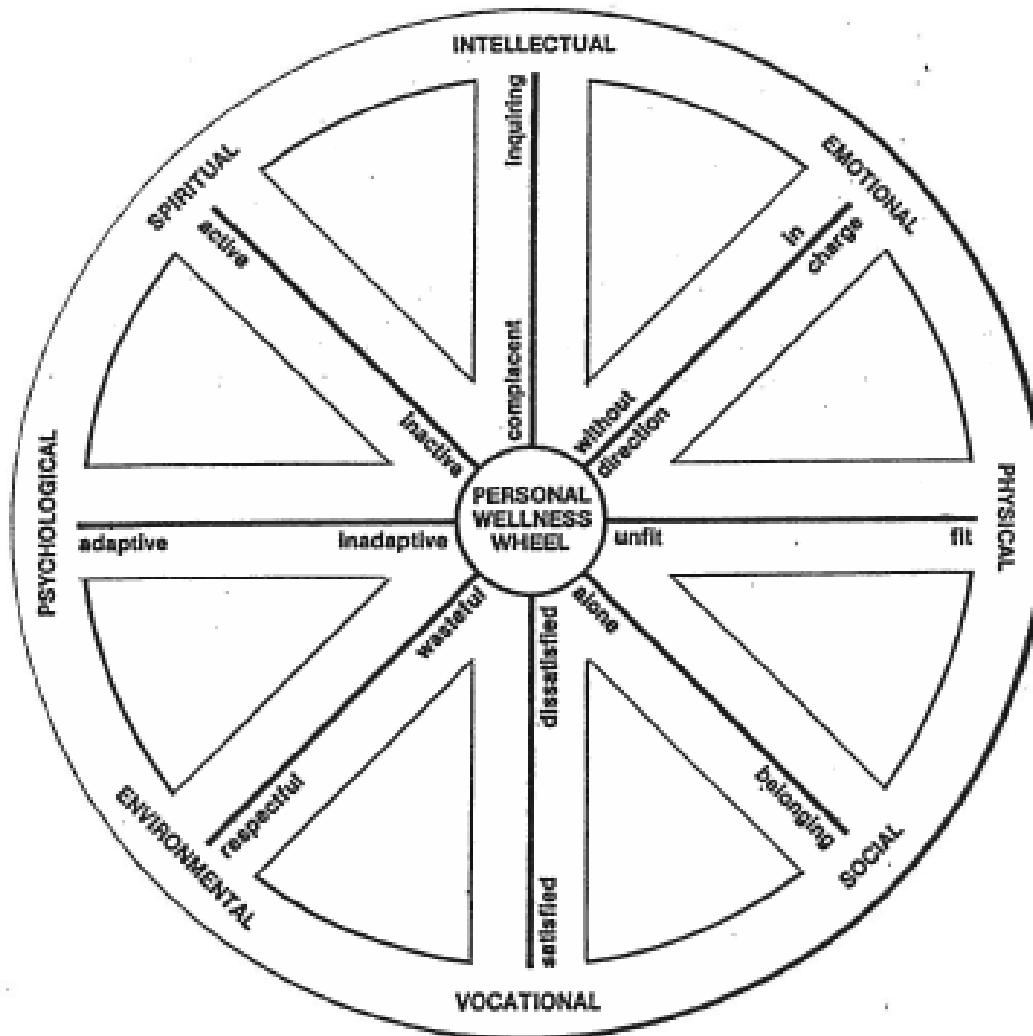 INTELLECTUAL
Inquiring
complacent
EMOTIONAL
in
charge
without
direction
PHYSICAL
unfit
fit
SOCIAL
alone
belonging
VOCATIONAL
dissatisfied
satisfied
ENVIRONMENTAL
wasteful
respectful
PSYCHOLOGICAL
adaptive
inadaptive
SPIRITUAL
active
inactive
PERSONAL
WELLNESS
WHEEL